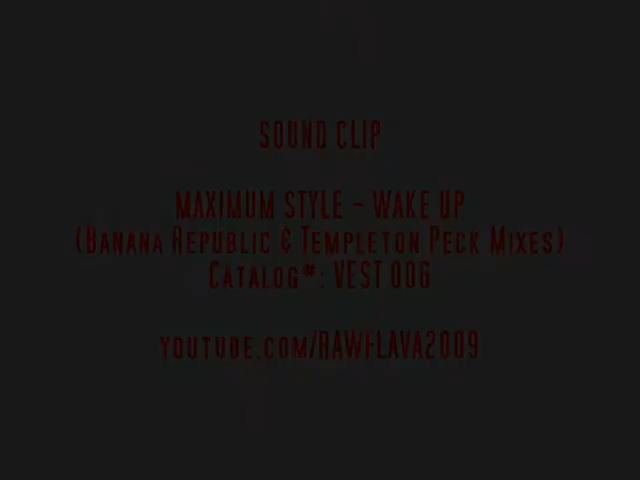 SOUND CLIP
MAXIMUM STYLE - WAKE UP
(BANANA REPUBLIC & TEMPLETON PECK MIXES)
CATALOG#: VEST 006
YOUTUBE.COM/RAWFLAVA2009